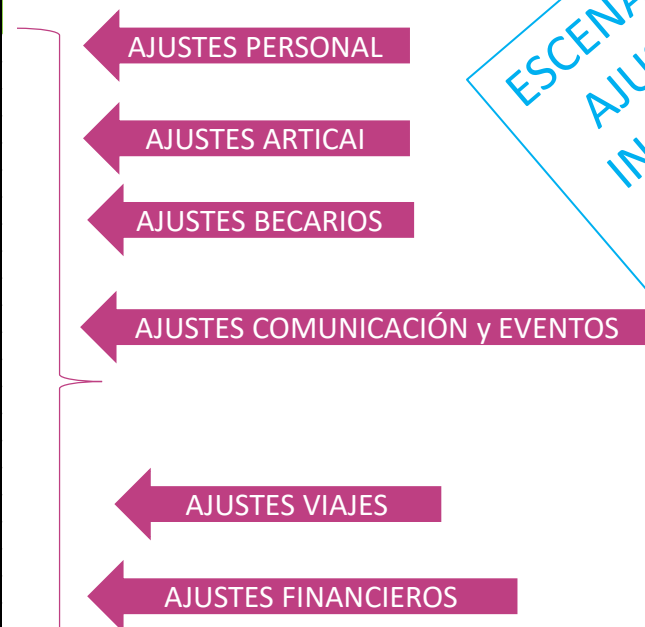 AJUSTES PERSONAL
AJUSTES ARTICAI
AJUSTES BECARIOS
AJUSTES COMUNICACIÓN y EVENTOS
AJUSTES VIAJES
AJUSTES FINANCIEROS